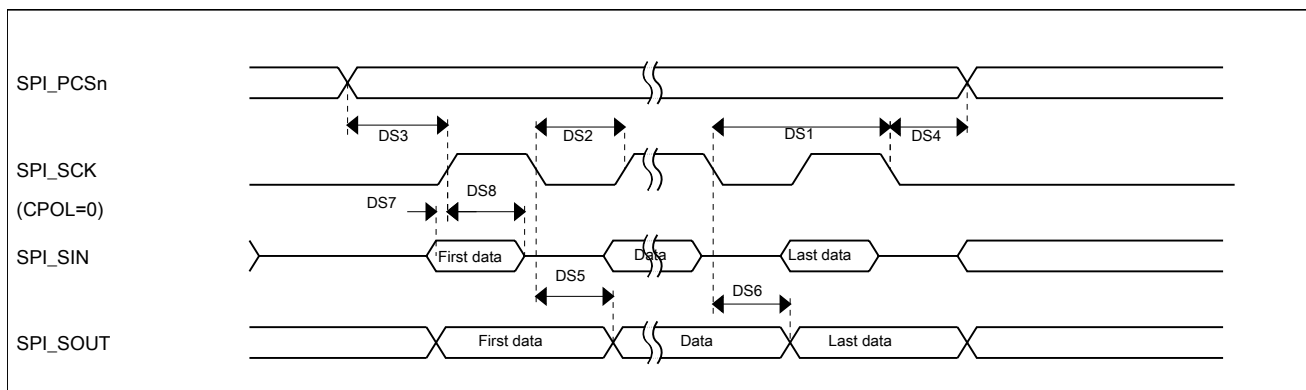 SPI_PCSn
DS3
DS2
DS1
DS4
SPI_SCK
(CPOL=0)
DS7
DS8
SPI_SIN
First data
Data
Last data
DS5
DS6
SPI_SOUT
First data
Data
Last data